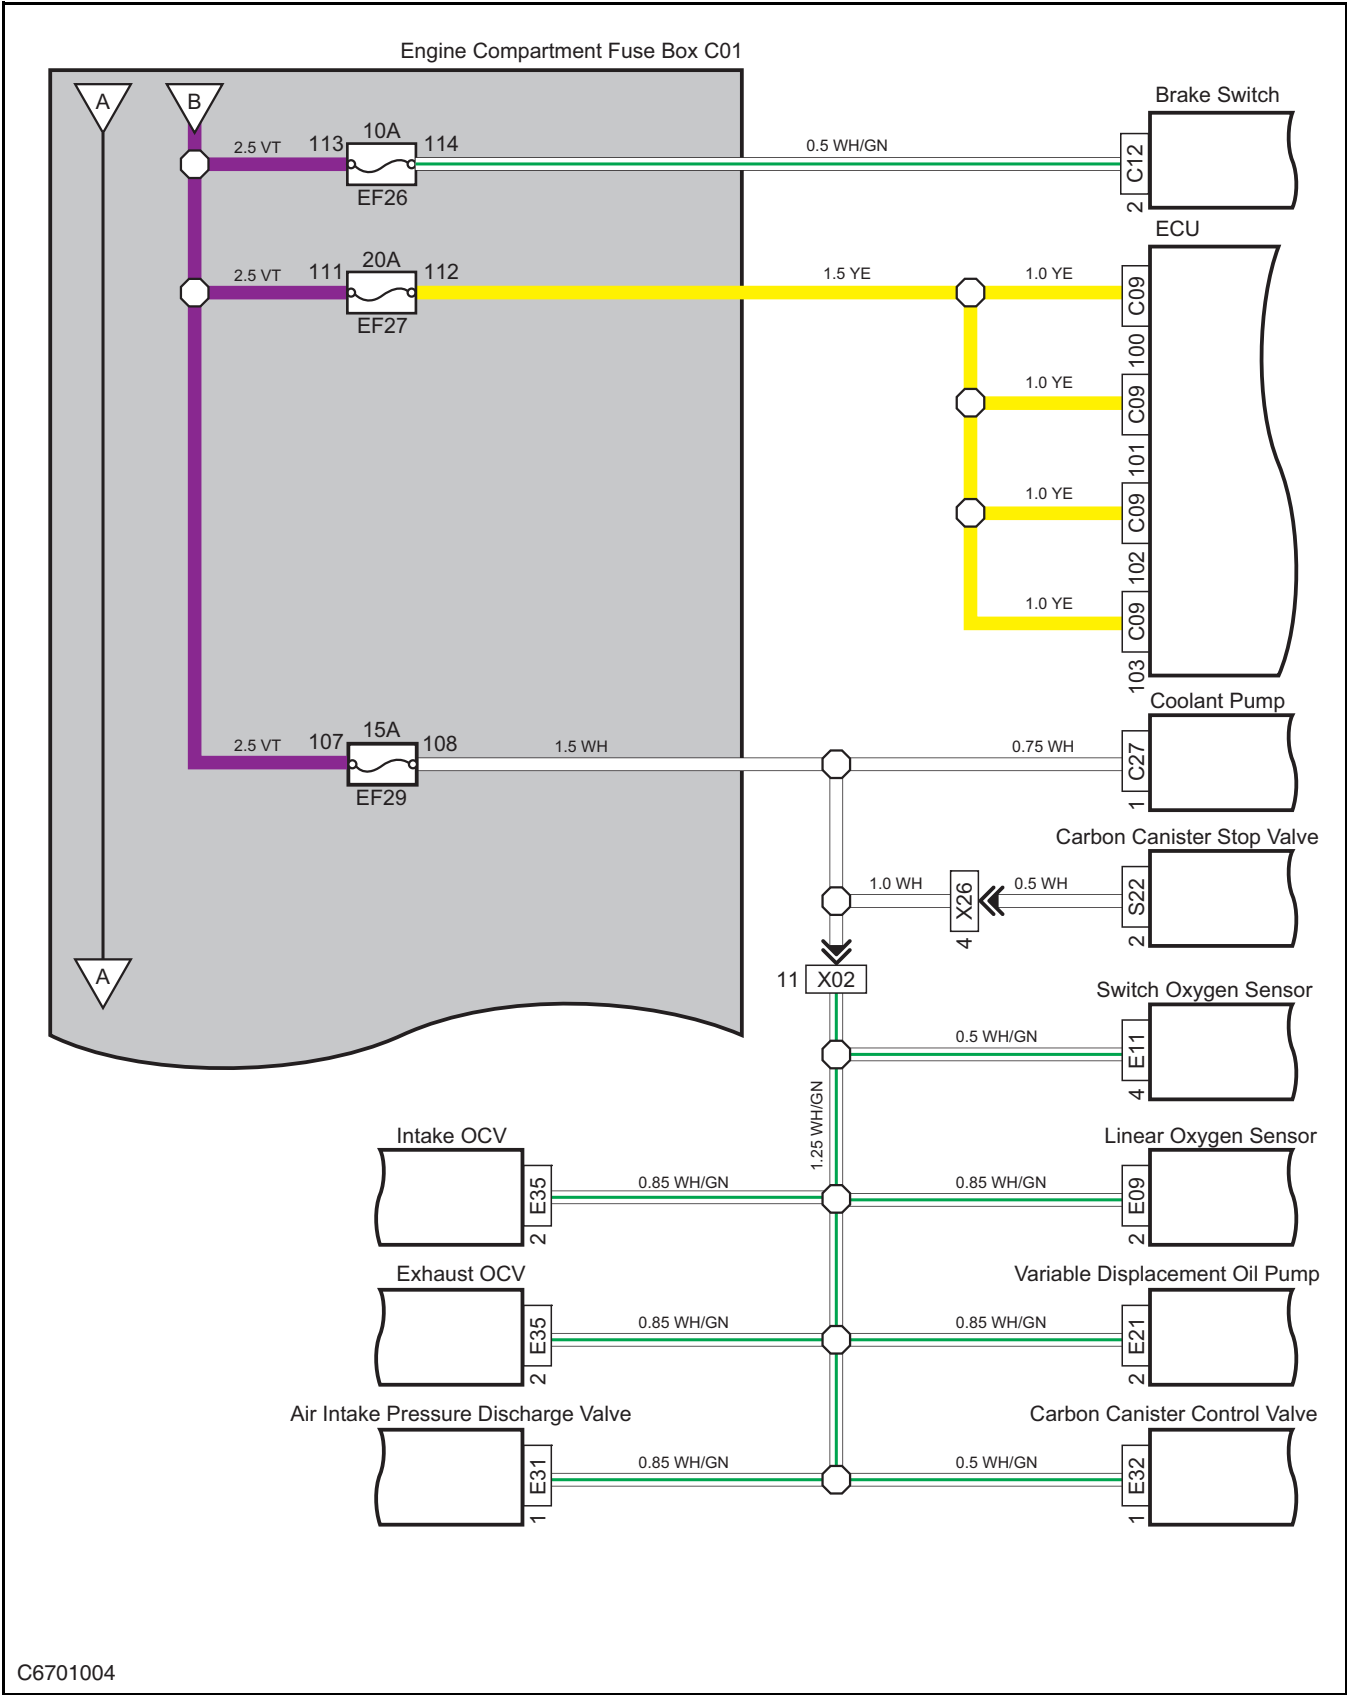 Engine Compartment Fuse Box C01
A
B
2.5 VT
113
10A
114
EF26
0.5 WH/GN
Brake Switch
C12
2
2.5 VT
111
20A
112
EF27
1.5 YE
1.0 YE
ECU
C09
100
1.0 YE
C09
101
1.0 YE
C09
102
1.0 YE
C09
103
2.5 VT
107
15A
108
EF29
1.5 WH
0.75 WH
Coolant Pump
C27
1
Carbon Canister Stop Valve
1.0 WH
X26
4
0.5 WH
S22
2
A
11
X02
Switch Oxygen Sensor
0.5 WH/GN
E11
4
1.25 WH/GN
Intake OCV
E35
2
0.85 WH/GN
0.85 WH/GN
Linear Oxygen Sensor
E09
2
Exhaust OCV
E35
2
0.85 WH/GN
0.85 WH/GN
Variable Displacement Oil Pump
E21
2
Air Intake Pressure Discharge Valve
E31
1
0.85 WH/GN
0.5 WH/GN
Carbon Canister Control Valve
E32
1
C6701004